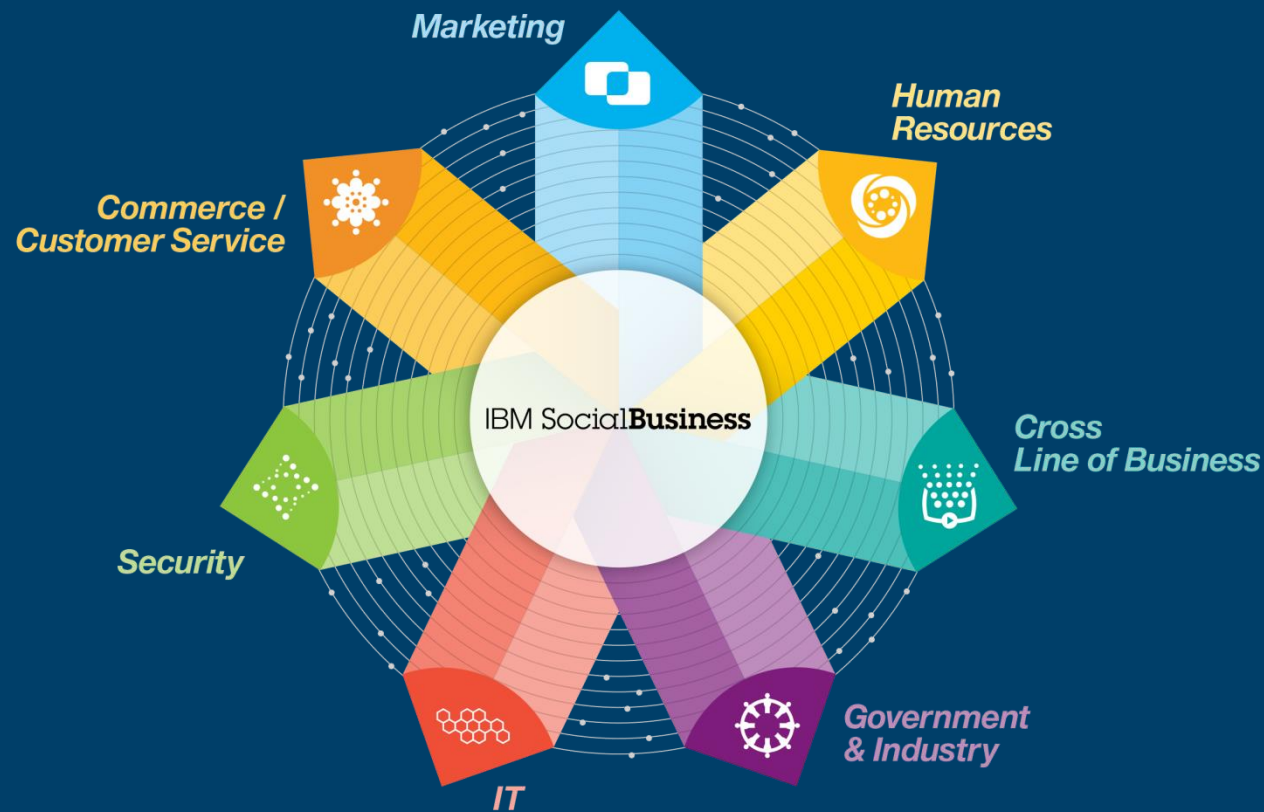 Marketing
Human
Resources
Commerce /
Customer Service
IBM SocialBusiness
Cross
Line of Business
Security
Government
& Industry
IT